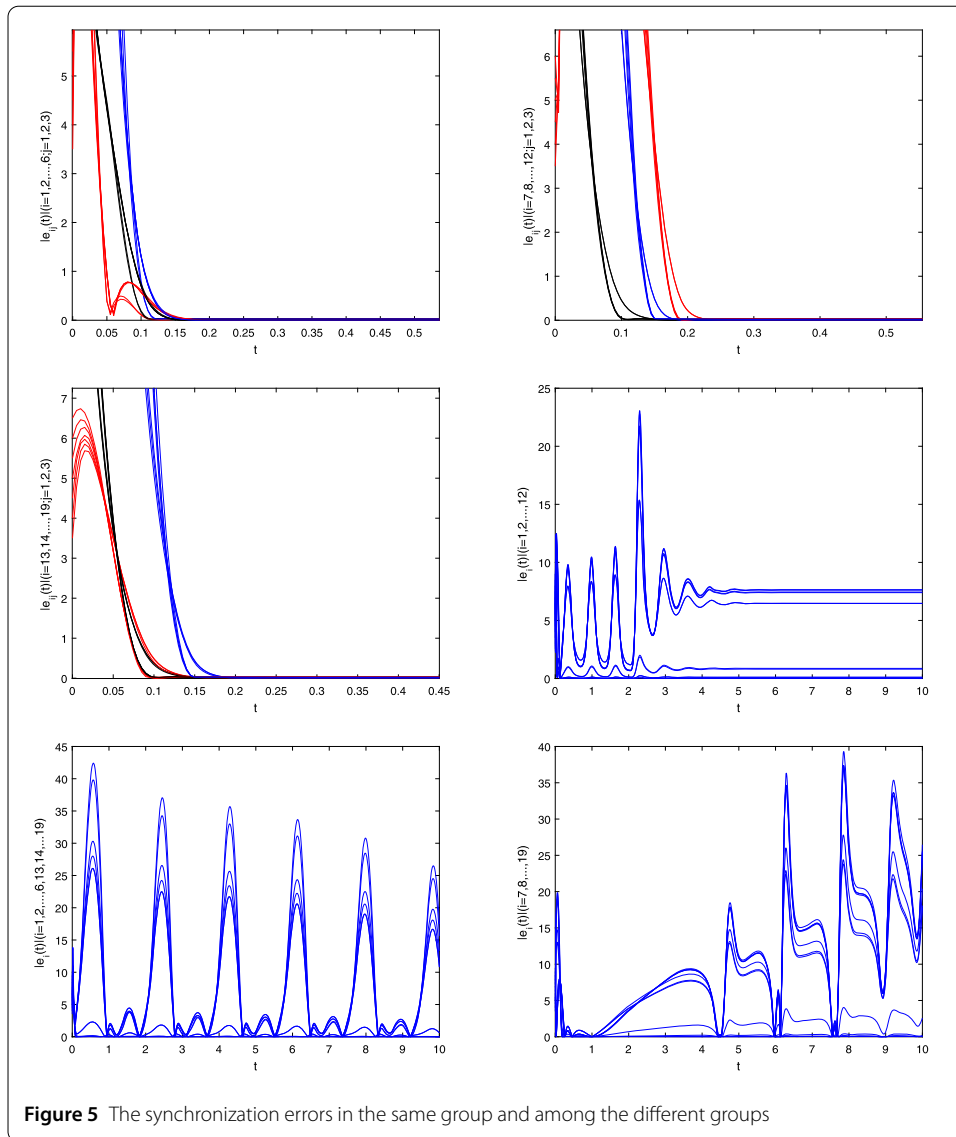 |e_ij(t)|(i=1,2,...,6;j=1,2,3)
5
4
3
2
1
0
0 0.05 0.1 0.15 0.2 0.25 0.3 0.35 0.4 0.45 0.5
t
|e_ij(t)|(i=7,8,...,12;j=1,2,3)
6
5
4
3
2
1
0
0 0.1 0.2 0.3 0.4 0.5
t
|e_ij(t)|(i=13,14,...,19;j=1,2,3)
7
6
5
4
3
2
1
0
0 0.05 0.1 0.15 0.2 0.25 0.3 0.35 0.4 0.45
t
|e_i(t)|(i=1,2,...,12)
25
20
15
10
5
0
0 1 2 3 4 5 6 7 8 9 10
t
|e_i(t)|(i=1,2,...,6,13,14,...,19)
45
40
35
30
25
20
15
10
5
0
0 1 2 3 4 5 6 7 8 9 10
t
|e_i(t)|(i=7,8,...,19)
40
35
30
25
20
15
10
5
0
0 1 2 3 4 5 6 7 8 9 10
t
Figure 5 The synchronization errors in the same group and among the different groups